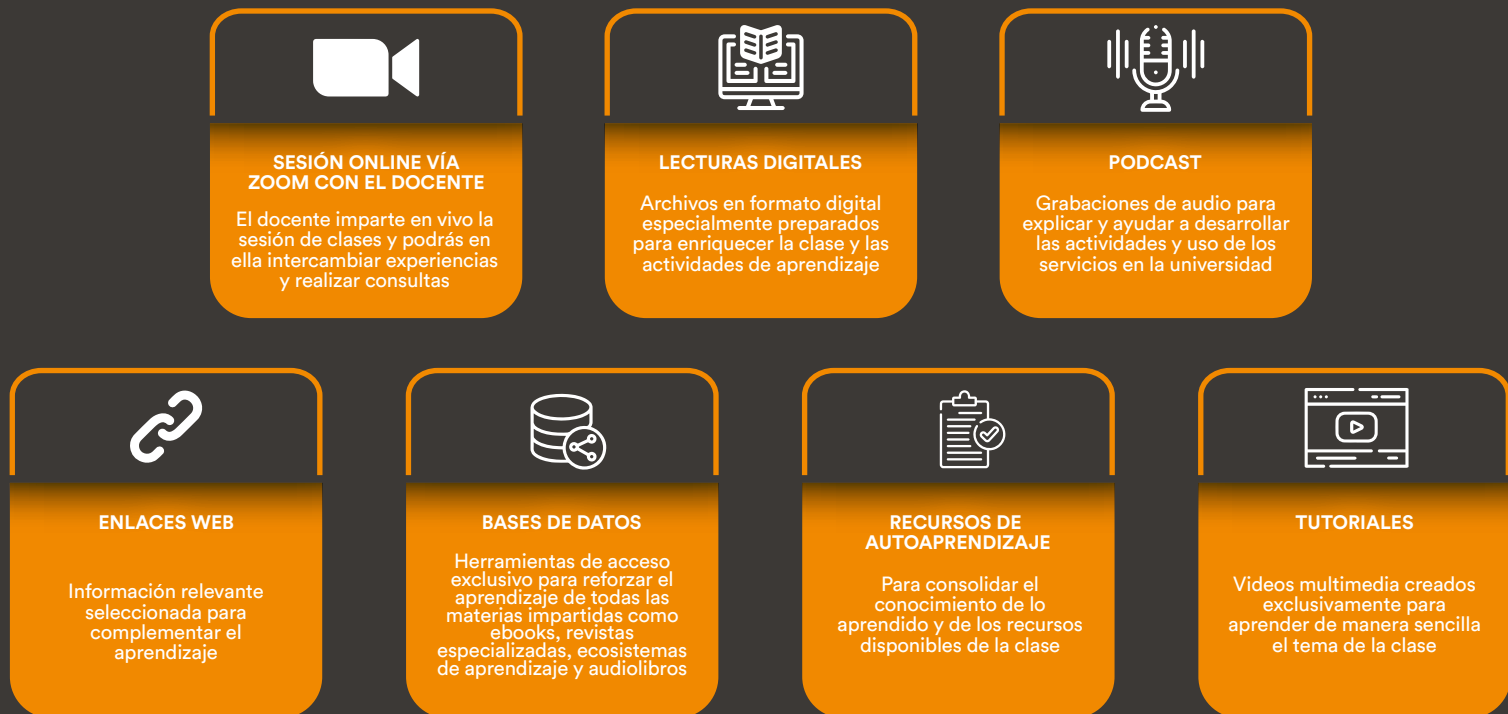 SESIÓN ONLINE VÍA
ZOOM CON EL DOCENTE
El docente imparte en vivo la
sesión de clases y podrás en
ella intercambiar experiencias
y realizar consultas
LECTURAS DIGITALES
Archivos en formato digital
especialmente preparados
para enriquecer la clase y las
actividades de aprendizaje
PODCAST
Grabaciones de audio para
explicar y ayudar a desarrollar
las actividades y uso de los
servicios en la universidad
ENLACES WEB
Información relevante
seleccionada para
complementar el
aprendizaje
BASES DE DATOS
Herramientas de acceso
exclusivo para reforzar el
aprendizaje de todas las
materias impartidas como
ebooks, revistas
especializadas, ecosistemas
de aprendizaje y audiolibros
RECURSOS DE
AUTOAPRENDIZAJE
Para consolidar el
conocimiento de lo
aprendido y de los recursos
disponibles de la clase
TUTORIALES
Videos multimedia creados
exclusivamente para
aprender de manera sencilla
el tema de la clase